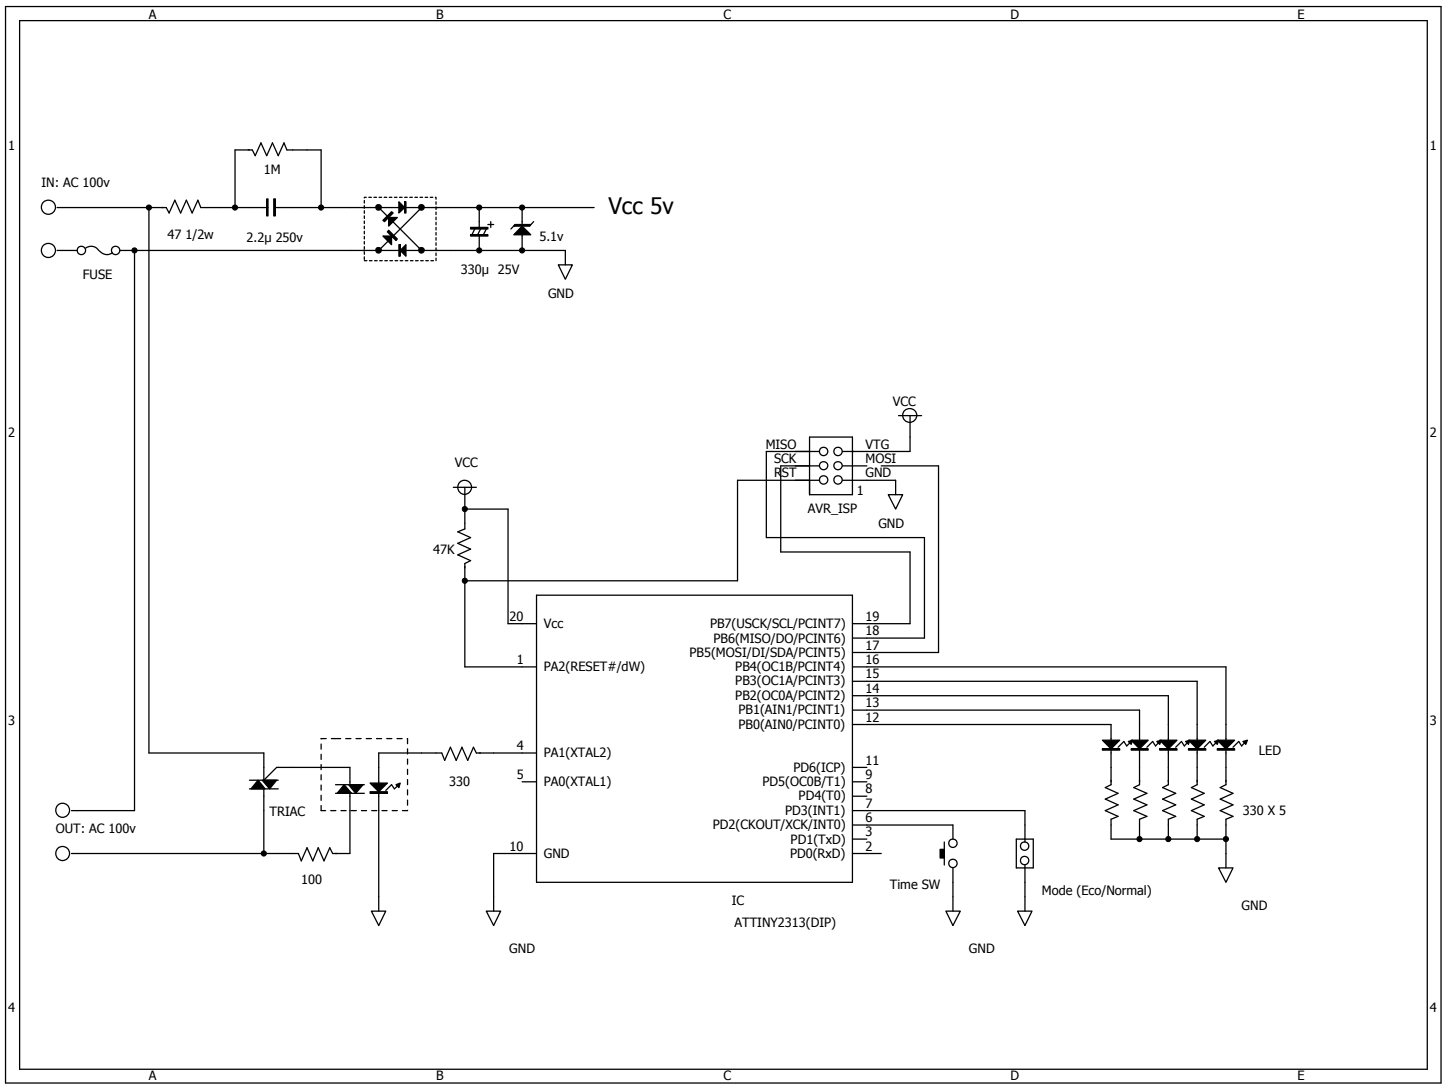 A B C D E
1 1
1M
IN: AC 100v
Vcc 5v
47 1/2w
2.2μ 250v
+
5.1v
330μ 25V
FUSE
GND
VCC
2 2
MISO VTG
SCK MOSI
RST GND
1
AVR_ISP
GND
VCC
47K
20 Vcc
PB7(USCK/SCL/PCINT7) 19
PB6(MISO/DO/PCINT6) 18
PB5(MOSI/DI/SDA/PCINT5) 17
1 PA2(RESET#/dW)
PB4(OC1B/PCINT4) 16
PB3(OC1A/PCINT3) 15
PB2(OC0A/PCINT2) 14
PB1(AIN1/PCINT1) 13
PB0(AIN0/PCINT0) 12
3 3
LED
4 PA1(XTAL2)
PD6(ICP) 11
330
5 PA0(XTAL1)
PD5(OC0B/T1) 9
PD4(T0) 8
TRIAC
PD3(INT1) 7
330 X 5
OUT: AC 100v
PD2(CKOUT/XCK/INT0) 6
PD1(TxD) 3
10 GND
PD0(RxD) 2
100
Time SW
Mode (Eco/Normal)
IC
GND
ATTINY2313(DIP)
GND
GND
4 4
A B C D E